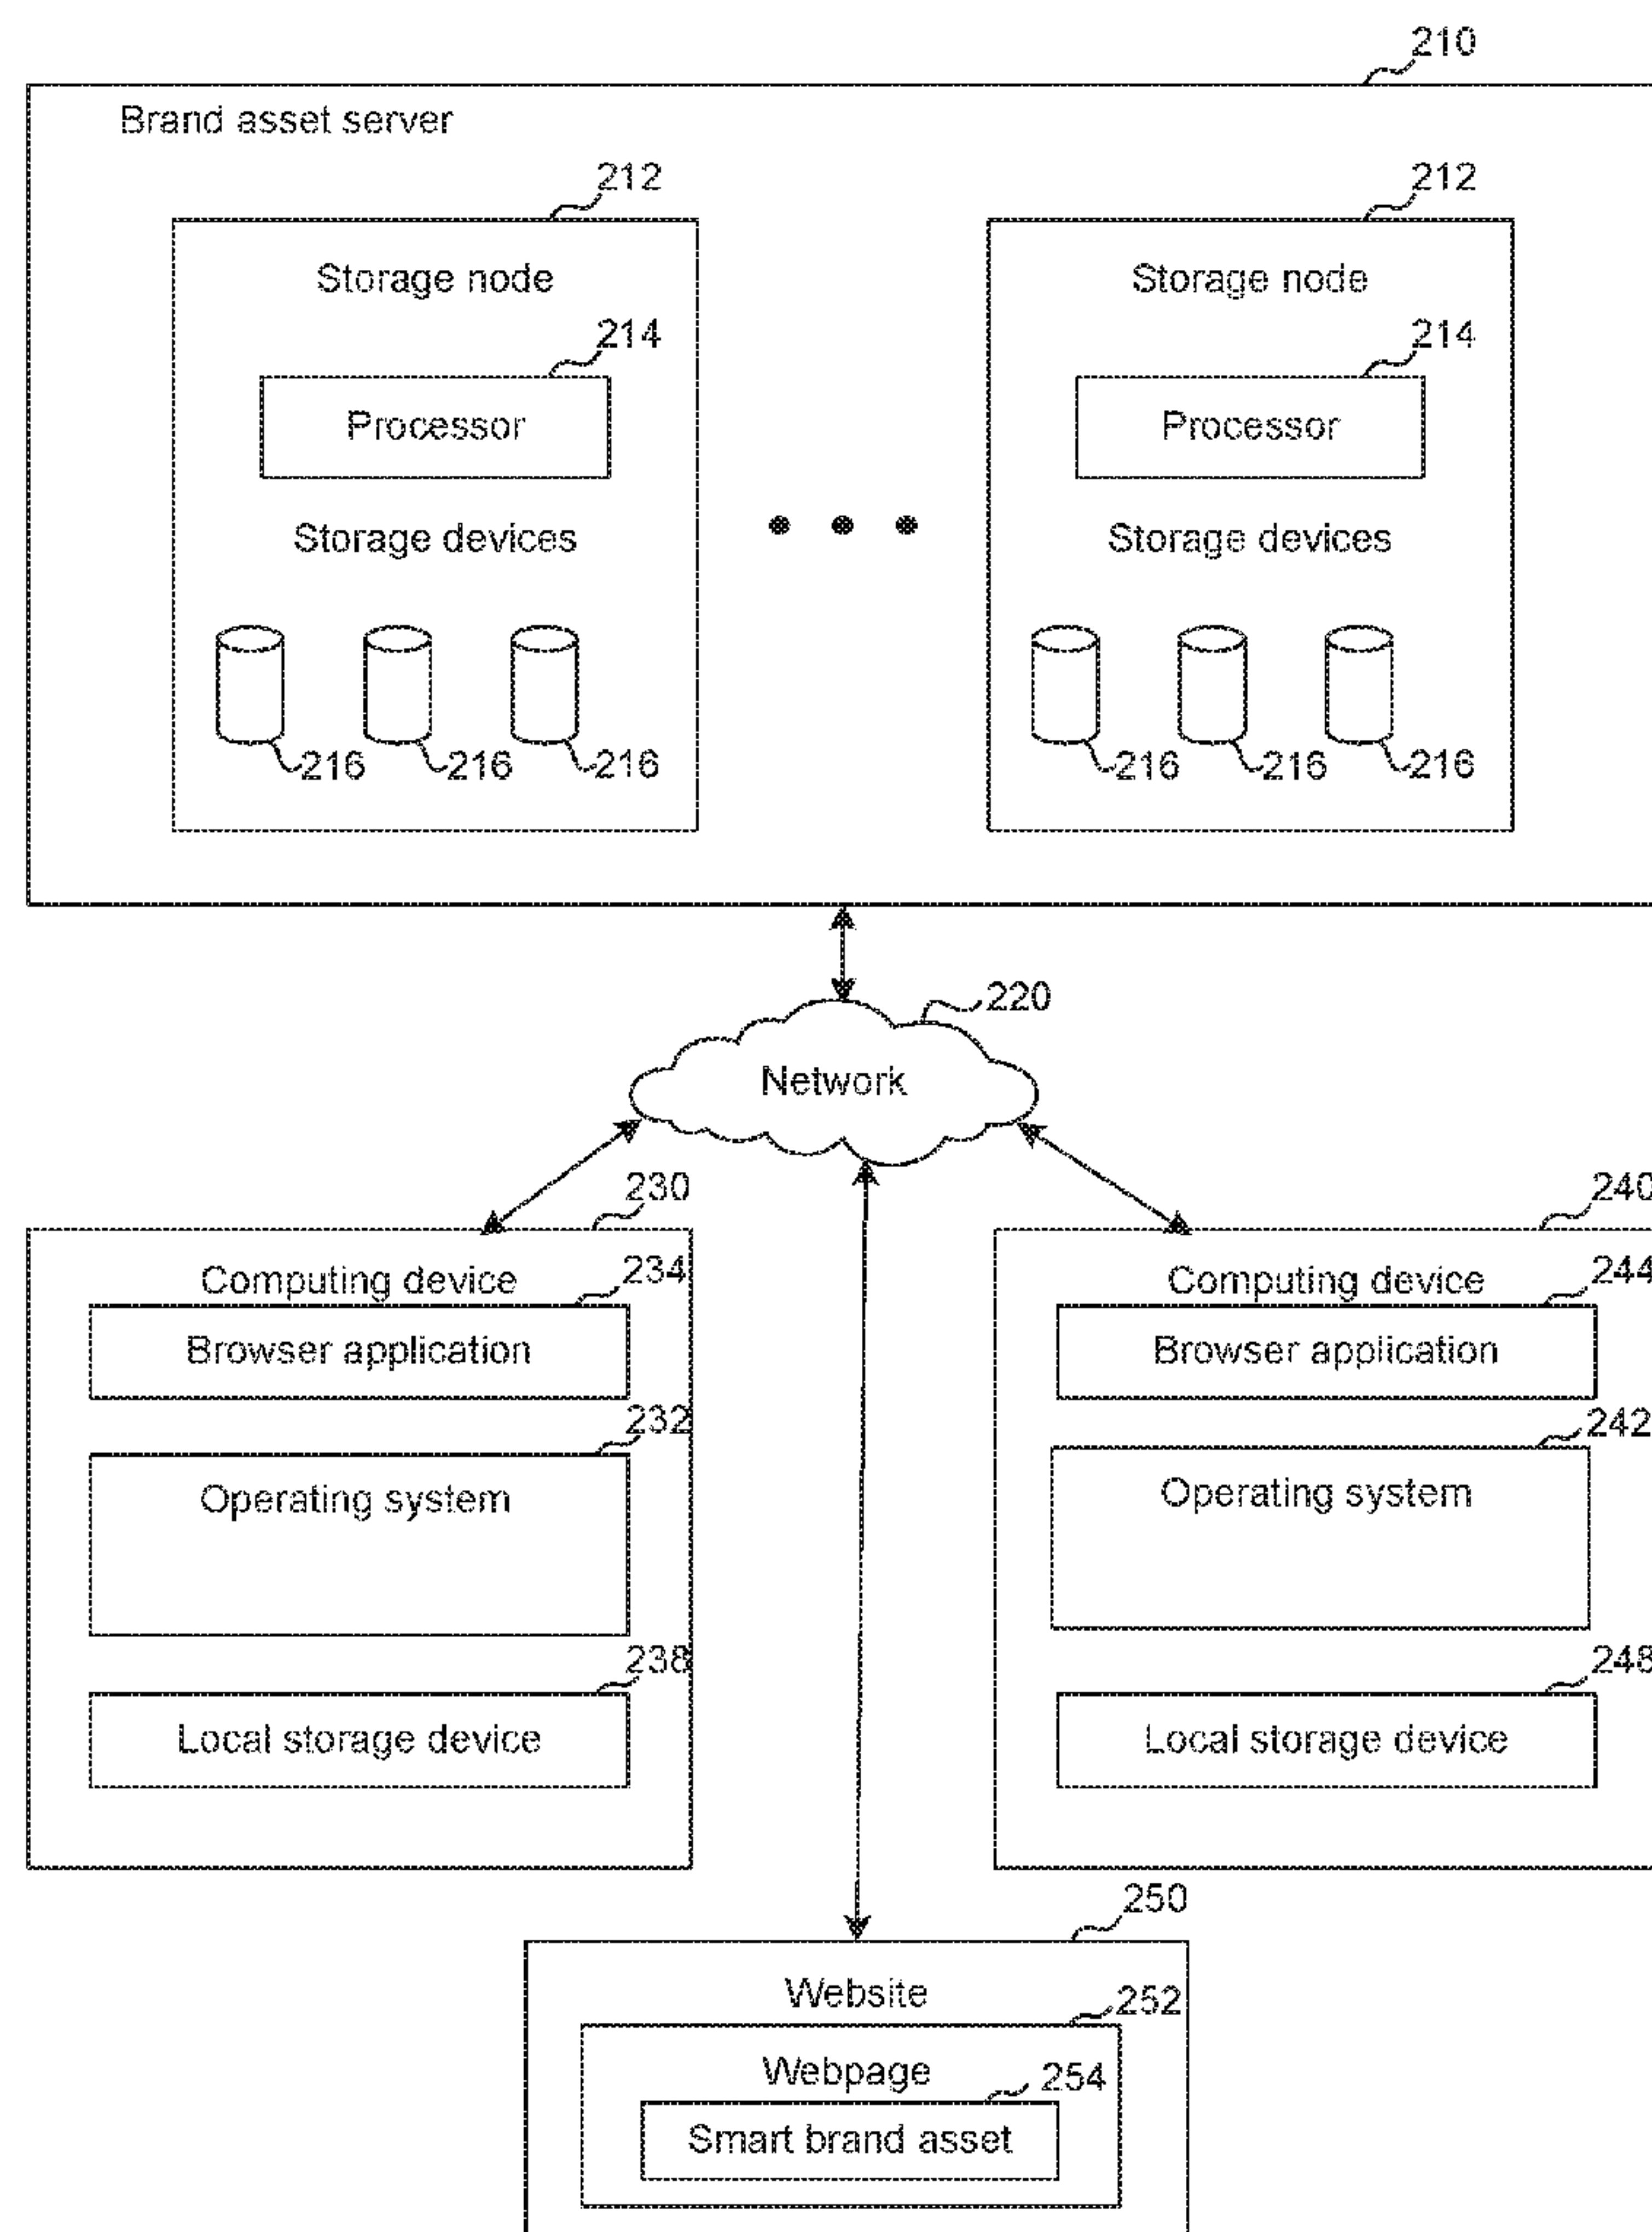 210
Brand asset server
212
212
Storage node
Storage node
214
214
Processor
Processor
Storage devices
Storage devices
216
216
216
216
216
216
220
Network
230
240
Computing device
234
Computing device
244
Browser application
Browser application
232
242
Operating system
Operating system
238
248
Local storage device
Local storage device
250
Website
252
Webpage
254
Smart brand asset